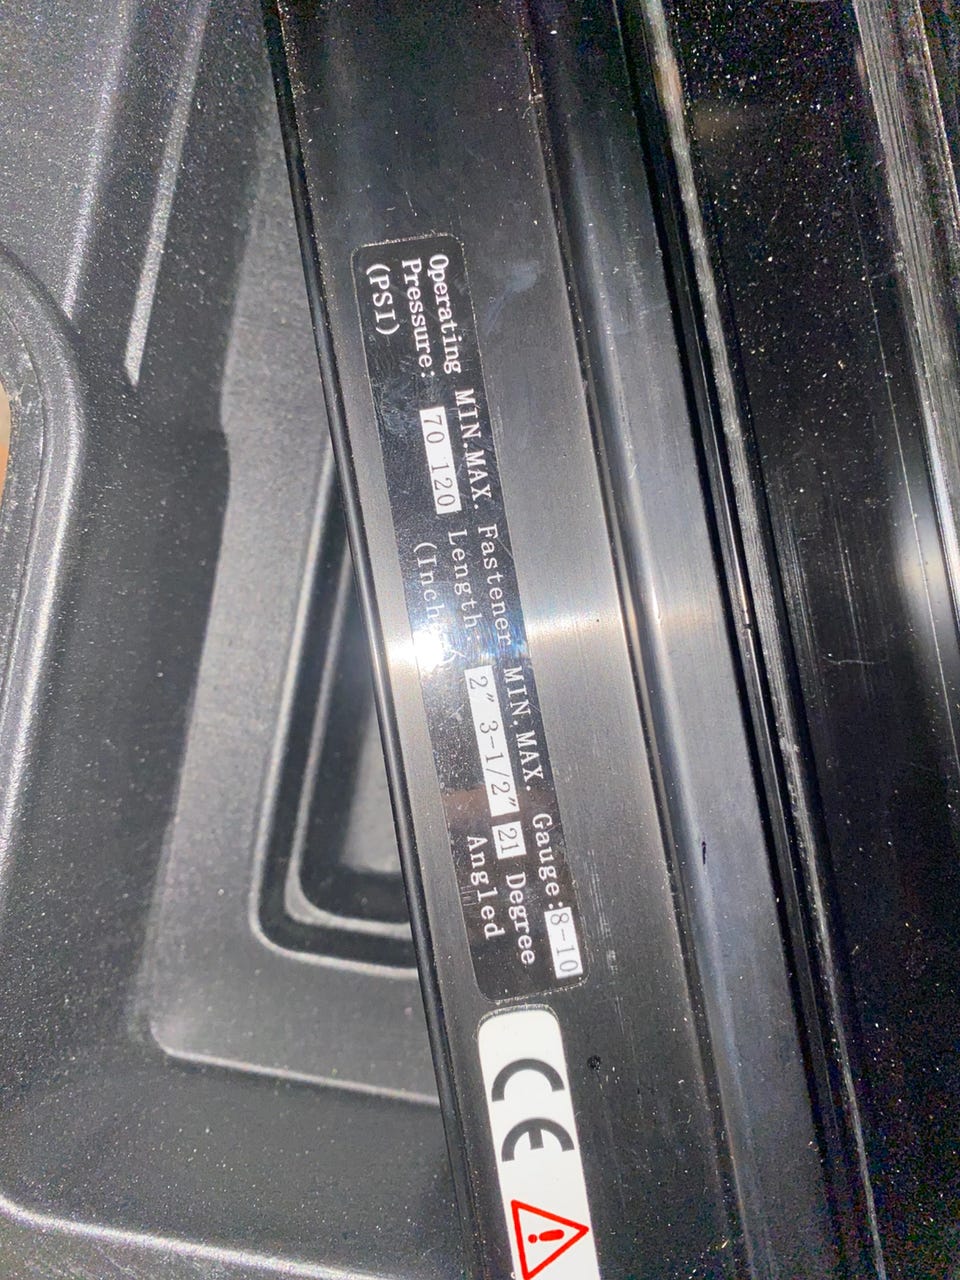 Operating MIN.MAX. Fastener MIN.MAX. Gauge:8-10
Pressure: 70 120 Length: 2" 3-1/2" 21 Degree
(PSI) (Inch) Angled
CE